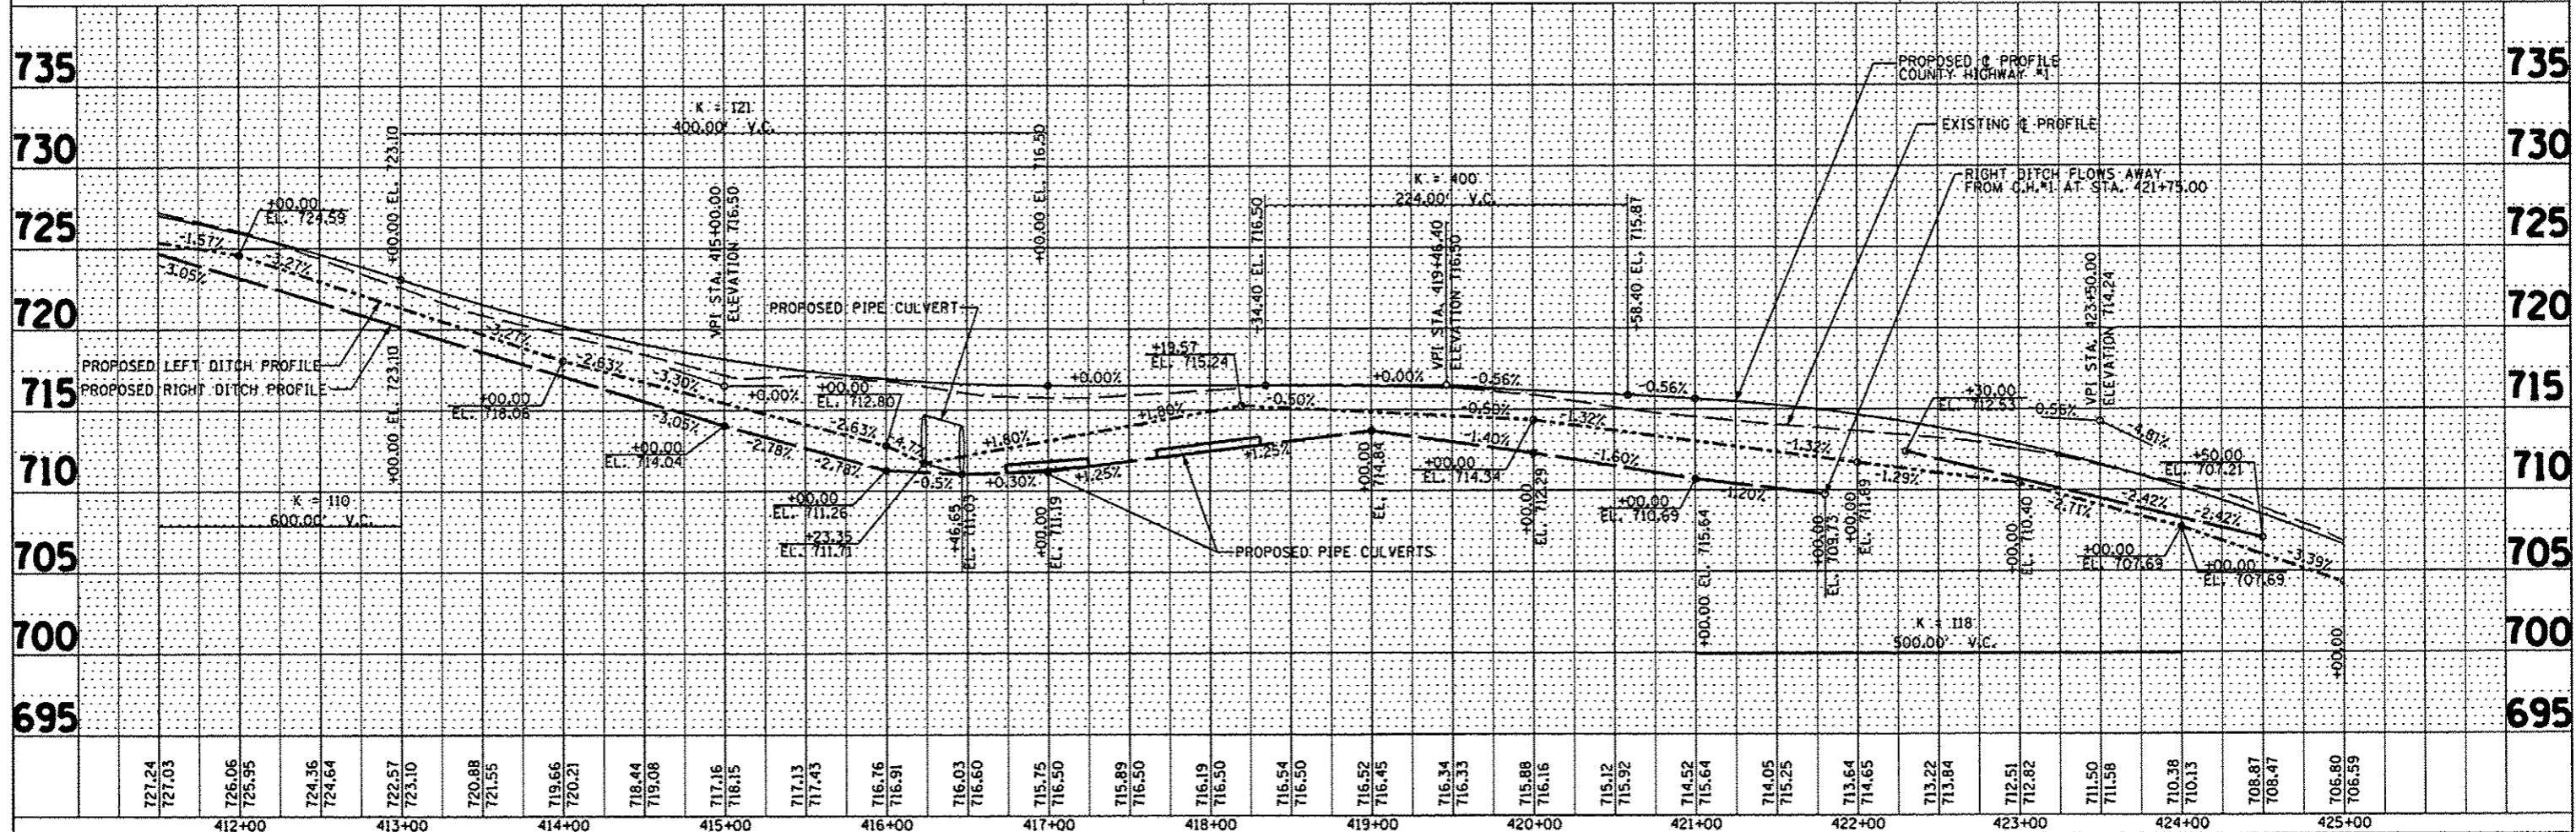 735
730
725
720
715
710
705
700
695
735
730
725
720
715
710
705
700
695
K = 121
400.00' V.C.
+00.00 EL. 723.10
+00.00 EL. 716.50
VPI STA. 415+00.00
ELEVATION 716.50
K = 400
224.00' V.C.
+34.40 EL. 716.50
+58.40 EL. 715.87
VPI STA. 419+46.40
ELEVATION 716.50
PROPOSED ℄ PROFILE
COUNTY HIGHWAY #1
EXISTING ℄ PROFILE
RIGHT DITCH FLOWS AWAY
FROM C.H.#1 AT STA. 421+75.00
VPI STA. 423+50.00
ELEVATION 714.24
+00.00
EL. 724.59
-1.57%
-3.27%
-3.05%
PROPOSED PIPE CULVERT
PROPOSED LEFT DITCH PROFILE
PROPOSED RIGHT DITCH PROFILE
-3.27%
-2.63%
-3.30%
+0.00%
+00.00
EL. 718.06
+00.00
EL. 712.80
-3.05%
-2.63%
-4.7%
+00.00
EL. 714.04
-2.78%
-2.78%
+00.00 EL. 723.10
K = 110
600.00' V.C.
+00.00
EL. 711.26
+23.35
EL. 711.71
-0.5%
+46.65
EL. 711.03
+0.30%
+00.00
EL. 711.19
+1.25%
+1.80%
+1.80%
+19.57
EL. 715.24
+0.00%
-0.50%
+1.25%
PROPOSED PIPE CULVERTS
+0.00%
-0.56%
-0.56%
-0.50%
-1.32%
+00.00
EL. 714.84
-1.40%
+00.00
EL. 714.34
+00.00
EL. 712.29
-1.60%
+00.00
EL. 710.69
-1.20%
+00.00 EL. 715.64
-1.32%
+00.00
EL. 709.73
+00.00
EL. 711.69
-1.29%
+30.00
EL. 712.53
-0.56%
-4.81%
+00.00
EL. 710.40
-2.71%
-2.42%
-2.42%
+50.00
EL. 707.21
+00.00
EL. 707.69
+00.00
EL. 707.69
-3.39%
K = 118
500.00' V.C.
+00.00
727.24
727.03
726.06
725.95
724.36
724.64
722.57
723.10
720.88
721.55
719.66
720.21
718.44
719.08
717.16
718.15
717.13
717.43
716.76
716.91
716.03
716.60
715.75
716.50
715.89
716.50
716.19
716.50
716.54
716.50
716.52
716.45
716.34
716.33
715.88
716.16
715.12
715.92
714.52
715.64
714.05
715.25
713.64
714.65
713.22
713.84
712.51
712.82
711.50
711.58
710.38
710.13
708.87
708.47
706.80
706.59
412+00
413+00
414+00
415+00
416+00
417+00
418+00
419+00
420+00
421+00
422+00
423+00
424+00
425+00